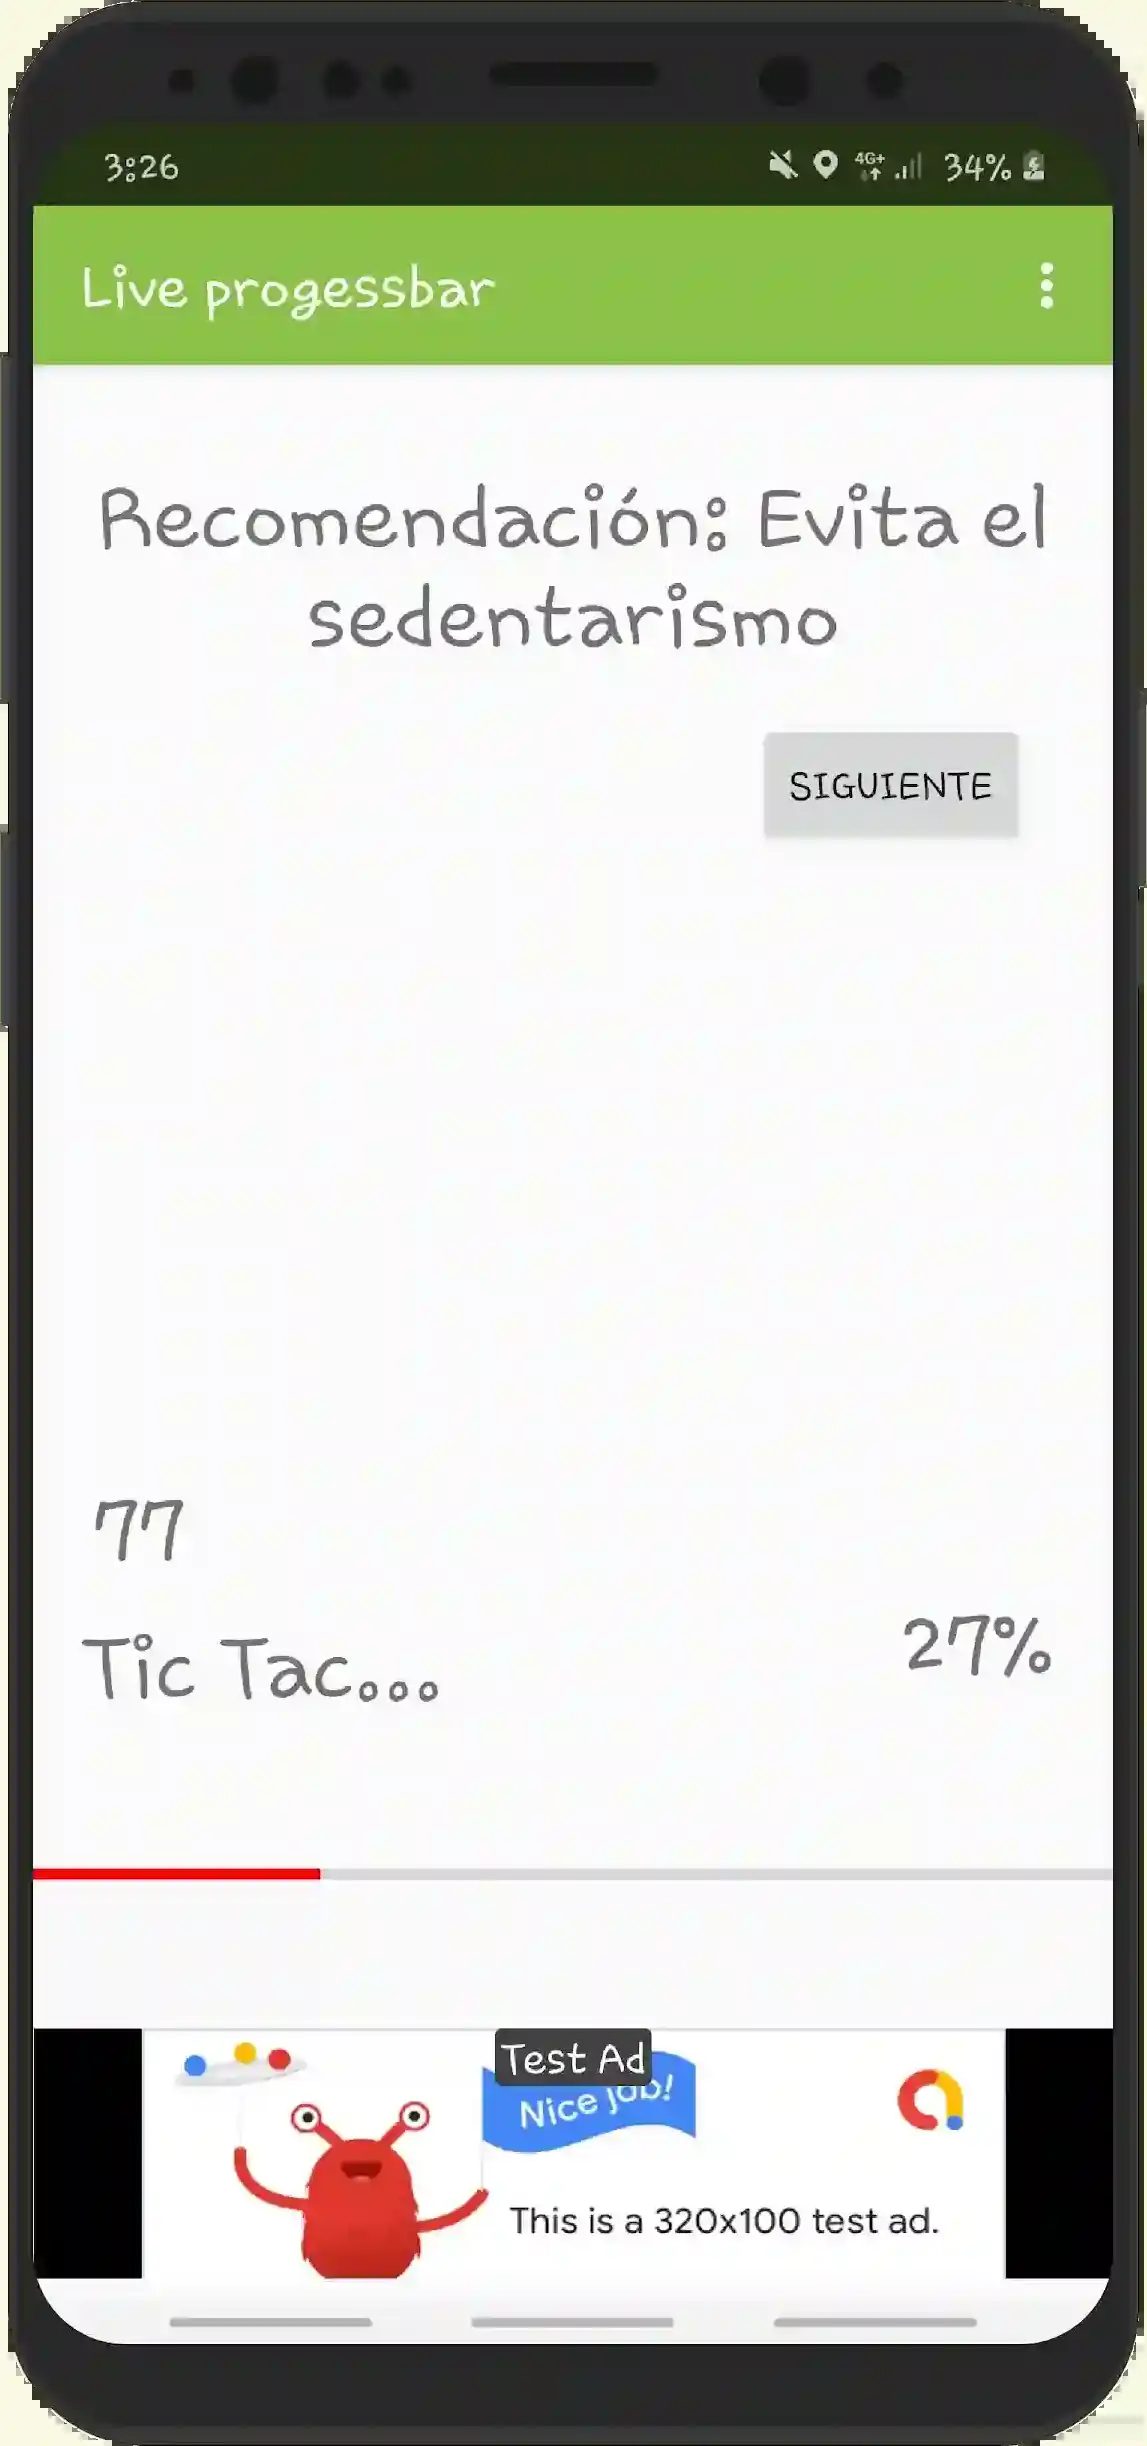 3:26
4G+
34%
Live progessbar
Recomendación: Evita el
sedentarismo
SIGUIENTE
77
27%
Tic Tac...
Test Ad
Nice job!
This is a 320x100 test ad.